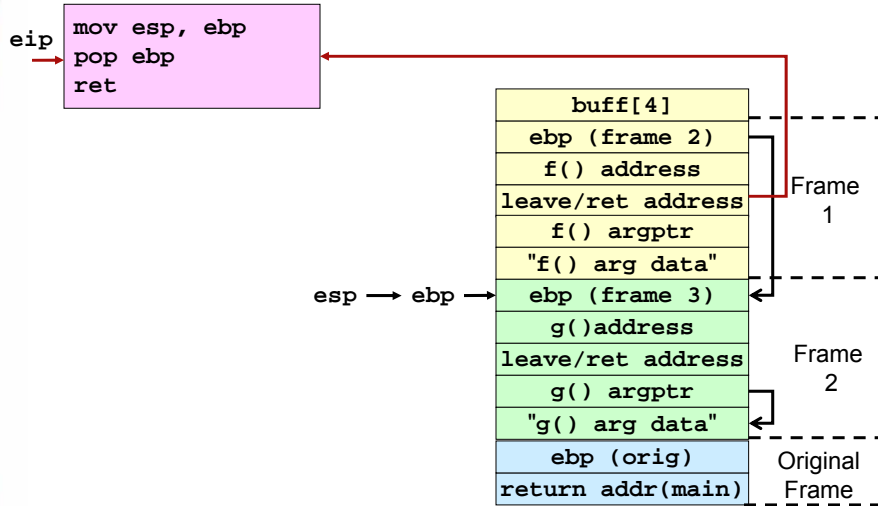 mov esp, ebp
eip
pop ebp
ret
buff[4]
ebp (frame 2)
f() address
leave/ret address
Frame
1
f() argptr
"f() arg data"
esp
ebp
ebp (frame 3)
g()address
leave/ret address
Frame
2
g() argptr
"g() arg data"
ebp (orig)
return addr(main)
Original
Frame